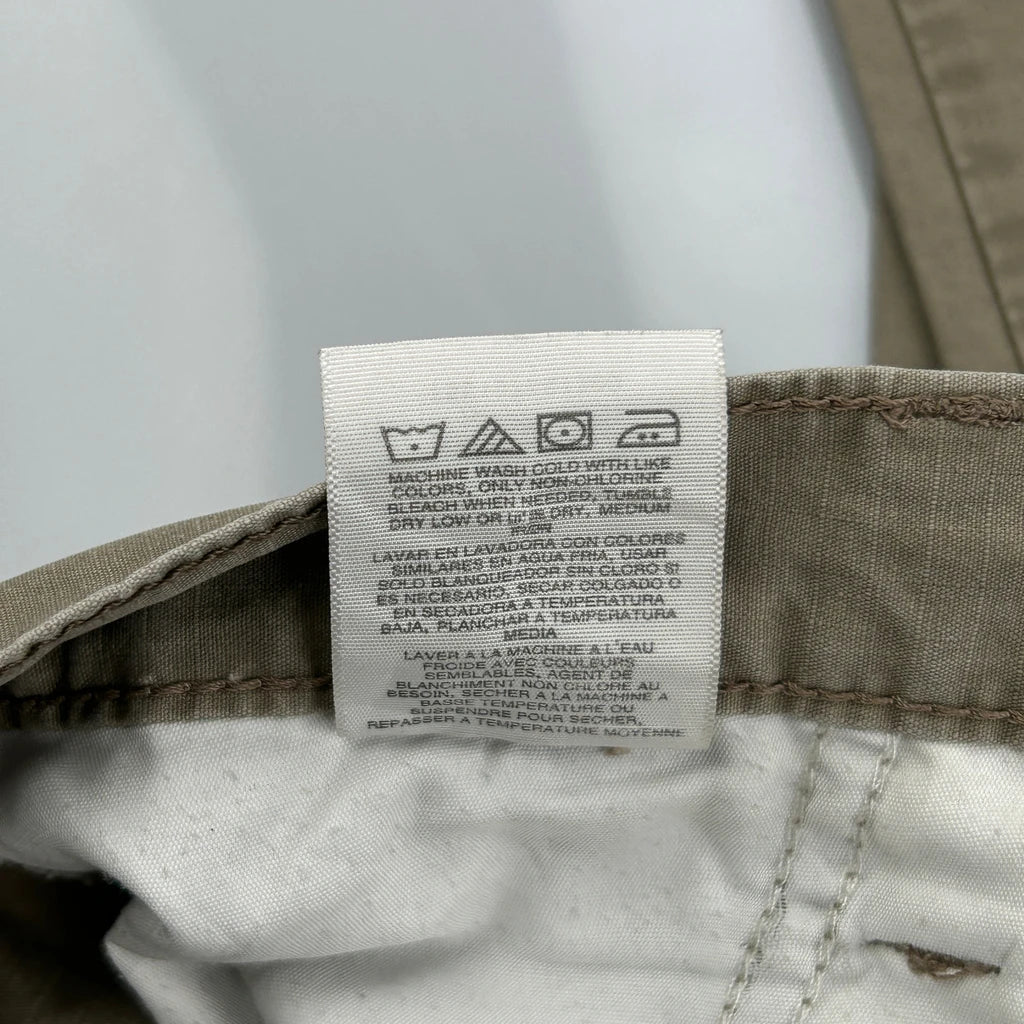 MACHINE WASH COLD WITH LIKE
COLORS, ONLY NON-CHLORINE
BLEACH WHEN NEEDED, TUMBLE
DRY LOW OR LINE DRY, MEDIUM
IRON
LAVAR EN LAVADORA CON COLORES
SIMILARES EN AGUA FRIA, USAR
SOLO BLANQUEADOR SIN CLORO SI
ES NECESARIO, SECAR COLGADO O
EN SECADORA A TEMPERATURA
BAJA, PLANCHAR A TEMPERATURA
MEDIA
LAVER A LA MACHINE A L'EAU
FROIDE AVEC COULEURS
SEMBLABLES, AGENT DE
BLANCHIMENT NON CHLORE AU
BESOIN, SECHER A LA MACHINE A
BASSE TEMPERATURE OU
SUSPENDRE POUR SECHER,
REPASSER A TEMPERATURE MOYENNE